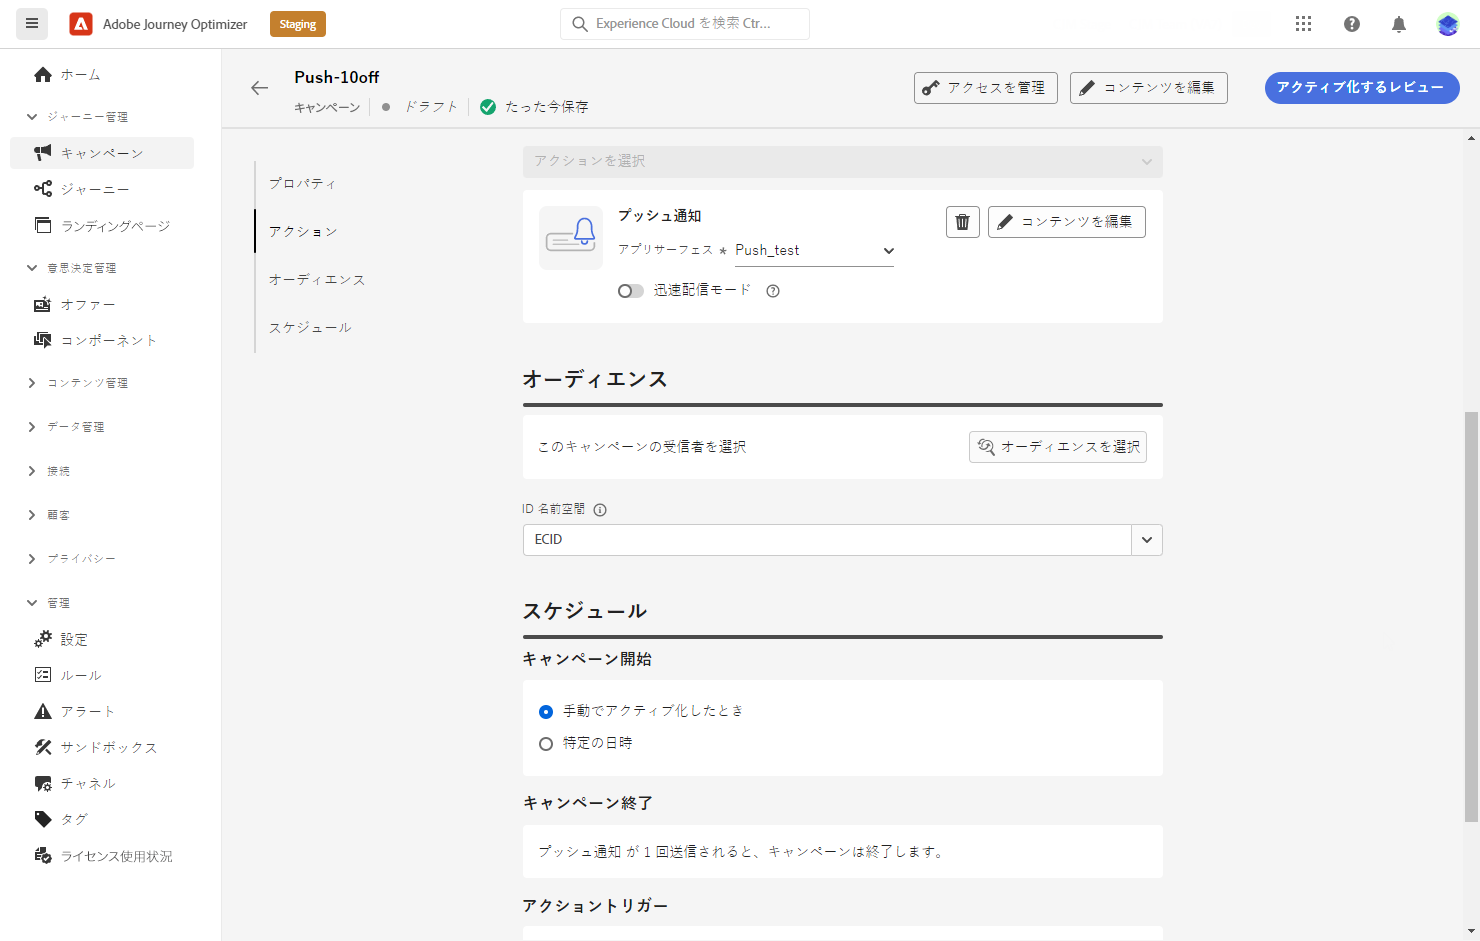 Adobe Journey Optimizer
Staging
Experience Cloud を検索 Ctr...
ホーム
ジャーニー管理
キャンペーン
ジャーニー
ランディングページ
意思決定管理
オファー
コンポーネント
コンテンツ管理
データ管理
接続
顧客
プライバシー
管理
設定
ルール
アラート
サンドボックス
チャネル
タグ
ライセンス使用状況
Push-10off
キャンペーン
ドラフト
たった今保存
アクセスを管理
コンテンツを編集
アクティブ化するレビュー
プロパティ
アクション
オーディエンス
スケジュール
アクションを選択
プッシュ通知
アプリサーフェス * Push_test
コンテンツを編集
迅速配信モード
オーディエンス
このキャンペーンの受信者を選択
オーディエンスを選択
ID 名前空間
ECID
スケジュール
キャンペーン開始
手動でアクティブ化したとき
特定の日時
キャンペーン終了
プッシュ通知 が 1 回送信されると、キャンペーンは終了します。
アクショントリガー